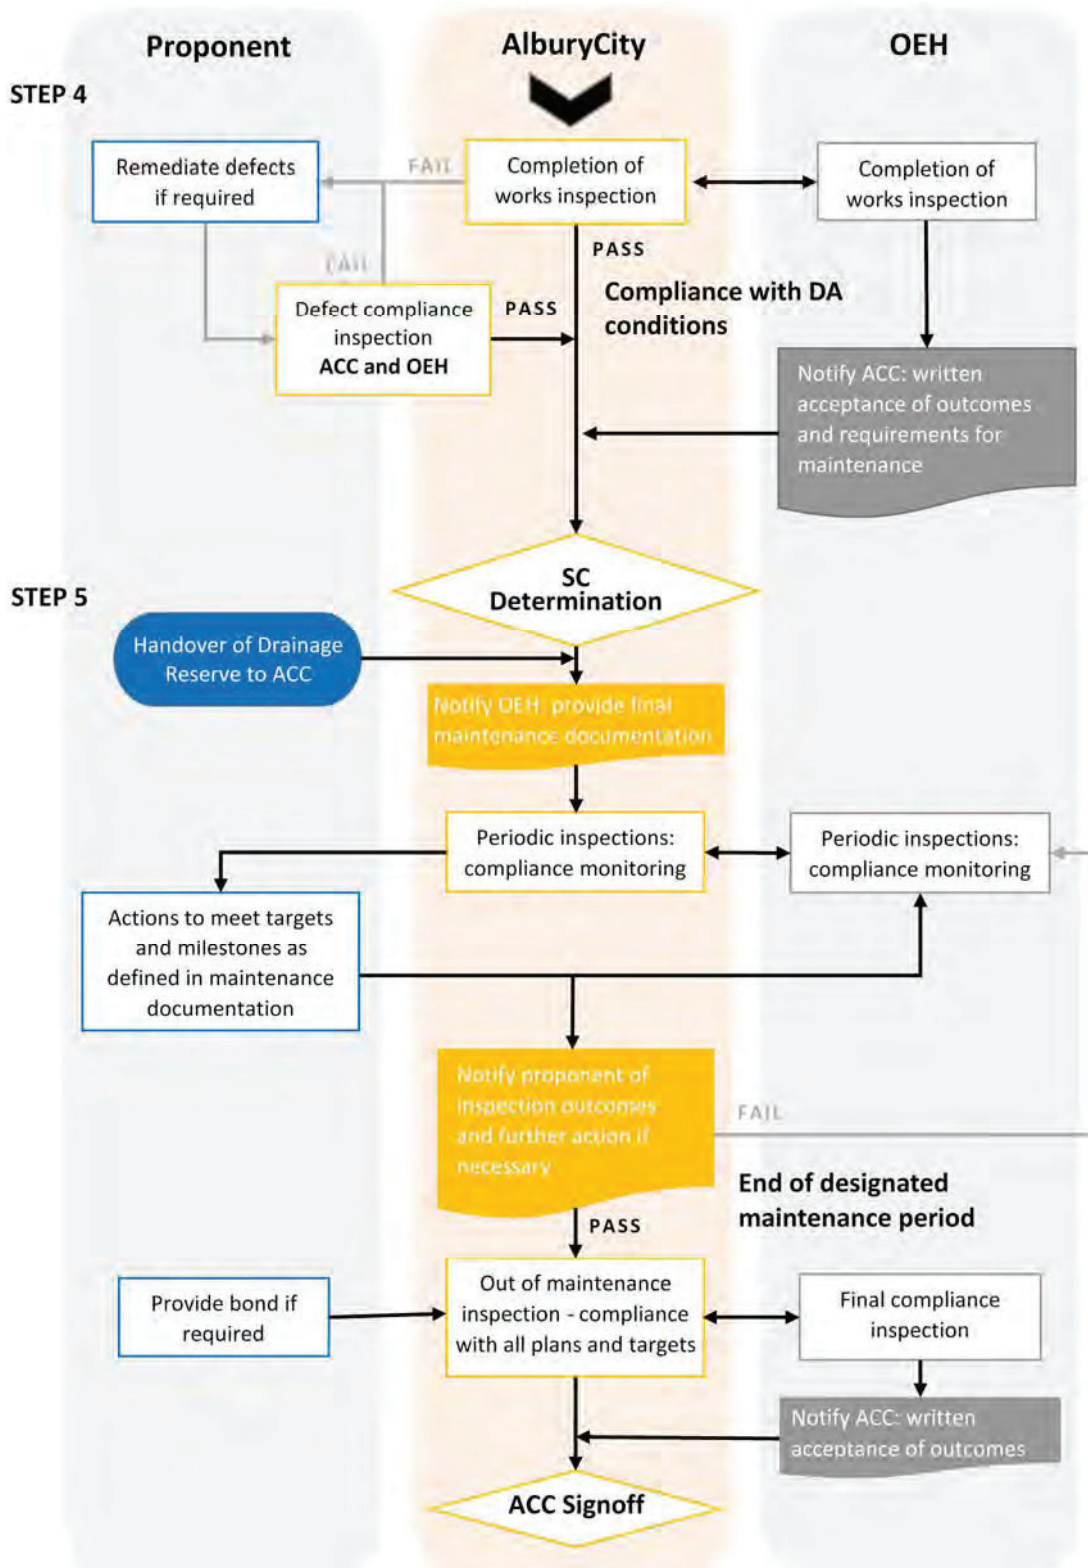 Proponent
AlburyCity
OEH
STEP 4
Remediate defects
if required
FAIL
Completion of
works inspection
Completion of
works inspection
PASS
FAIL
Defect compliance
inspection
ACC and OEH
PASS
Compliance with DA
conditions
Notify ACC: written
acceptance of outcomes
and requirements for
maintenance
SC
Determination
STEP 5
Handover of Drainage
Reserve to ACC
Notify OEH: provide final
maintenance documentation
Periodic inspections:
compliance monitoring
Periodic inspections:
compliance monitoring
Actions to meet targets
and milestones as
defined in maintenance
documentation
Notify proponent of
inspection outcomes
and further action if
necessary
FAIL
End of designated
maintenance period
PASS
Provide bond if
required
Out of maintenance
inspection - compliance
with all plans and targets
Final compliance
inspection
Notify ACC: written
acceptance of outcomes
ACC Signoff